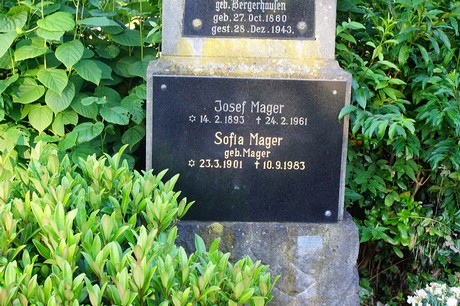 geb. Bergerhausen
geb. 27. Oct. 1860
gest. 28. Dez. 1943.
Josef Mager
✡ 14. 2. 1893 ✝ 24. 2. 1961
Sofia Mager
geb. Mager
✡ 23.3.1901 ✝ 10.9.1983